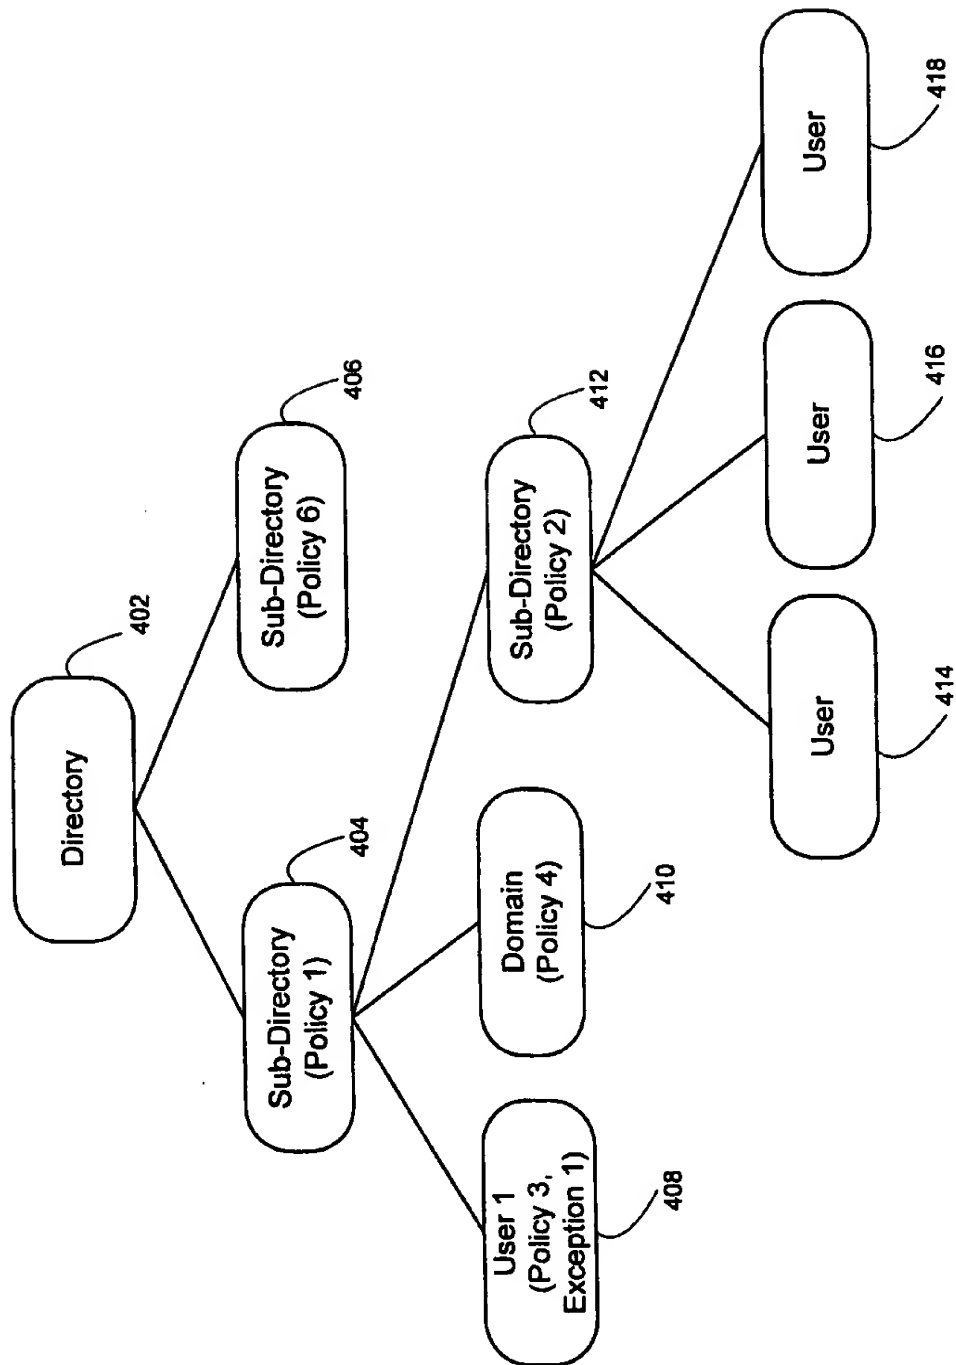 Directory
402
Sub-Directory
(Policy 1)
404
Sub-Directory
(Policy 6)
406
User 1
(Policy 3,
Exception 1)
408
Domain
(Policy 4)
410
Sub-Directory
(Policy 2)
412
User
414
User
416
User
418